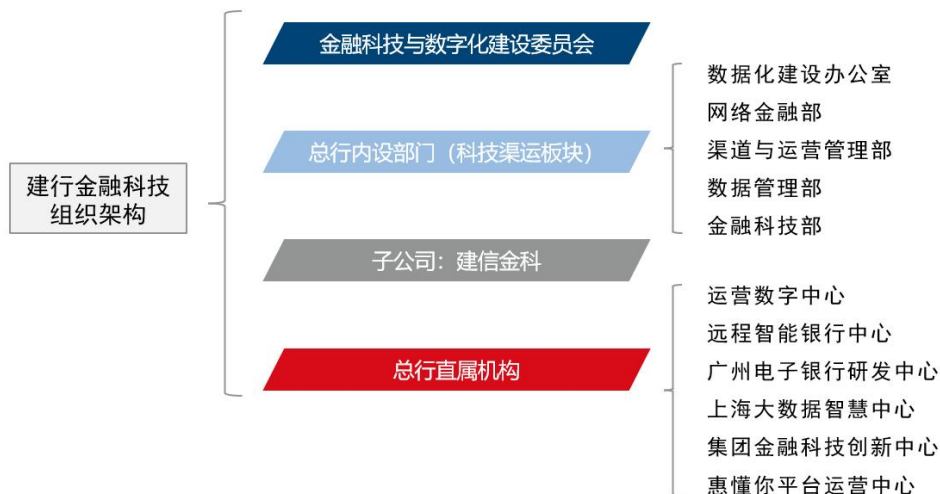 建行金融科技
组织架构
金融科技与数字化建设委员会
总行内设部门（科技渠运板块）
数据化建设办公室
网络金融部
渠道与运营管理部
数据管理部
金融科技部
子公司：建信金科
总行直属机构
运营数字中心
远程智能银行中心
广州电子银行研发中心
上海大数据智慧中心
集团金融科技创新中心
惠懂你平台运营中心